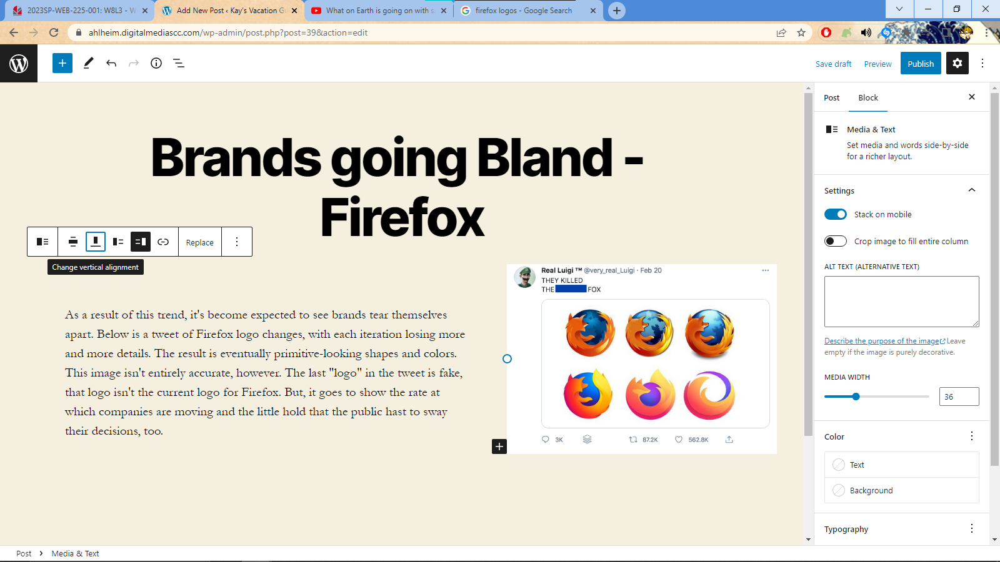 2023SP-WEB-225-001: W8L3 - W
Add New Post ‹ Kay's Vacation Gu
What on Earth is going on with s
firefox logos - Google Search
ahlheim.digitalmediascc.com/wp-admin/post.php?post=39&action=edit
Save draft
Preview
Publish
Brands going Bland -
Firefox
Replace
Change vertical alignment
As a result of this trend, it's become expected to see brands tear themselves
apart. Below is a tweet of Firefox logo changes, with each iteration losing more
and more details. The result is eventually primitive-looking shapes and colors.
This image isn't entirely accurate, however. The last "logo" in the tweet is fake,
that logo isn't the current logo for Firefox. But, it goes to show the rate at
which companies are moving and the little hold that the public hast to sway
their decisions, too.
Real Luigi ™ @very_real_Luigi · Feb 20
THEY KILLED
THE FOX
3K
87.2K
562.8K
Post
Block
Media & Text
Set media and words side-by-side
for a richer layout.
Settings
Stack on mobile
Crop image to fill entire column
ALT TEXT (ALTERNATIVE TEXT)
Describe the purpose of the image Leave
empty if the image is purely decorative.
MEDIA WIDTH
36
Color
Text
Background
Typography
Post › Media & Text